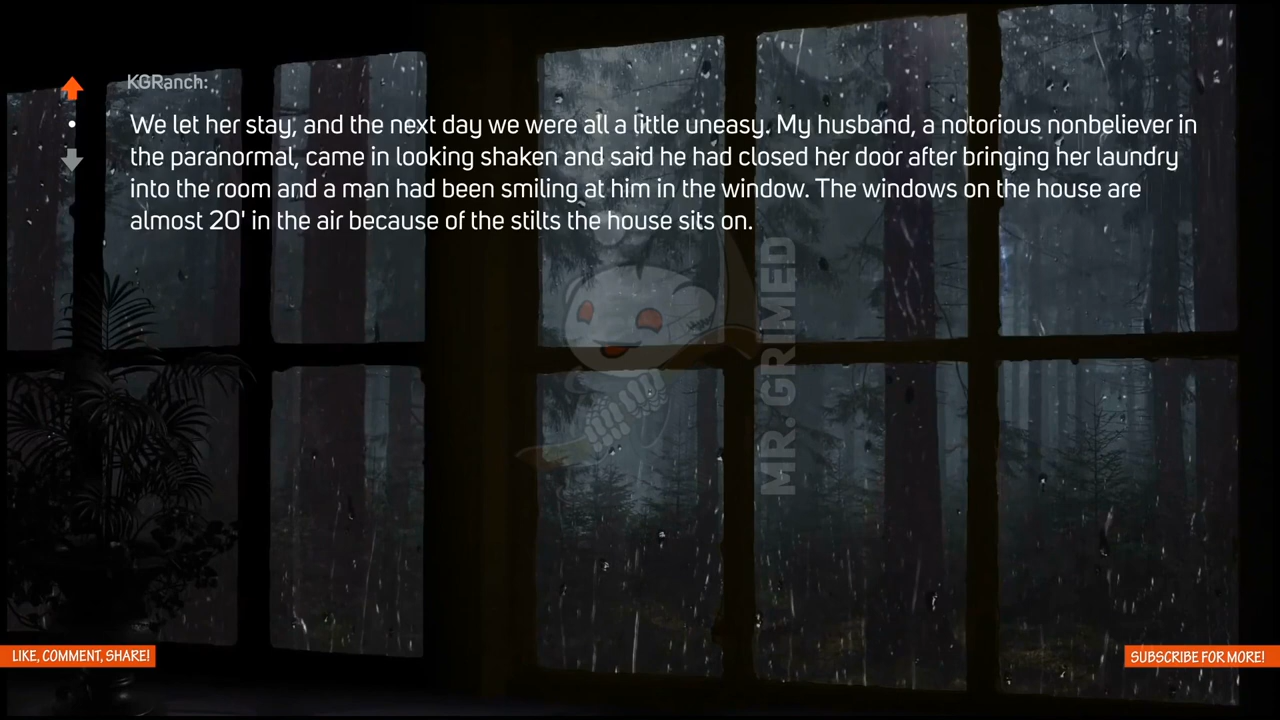 KGRanch:
We let her stay, and the next day we were all a little uneasy. My husband, a notorious nonbeliever in
the paranormal, came in looking shaken and said he had closed her door after bringing her laundry
into the room and a man had been smiling at him in the window. The windows on the house are
almost 20' in the air because of the stilts the house sits on.
MR. GRIMED
LIKE, COMMENT, SHARE!
SUBSCRIBE FOR MORE!